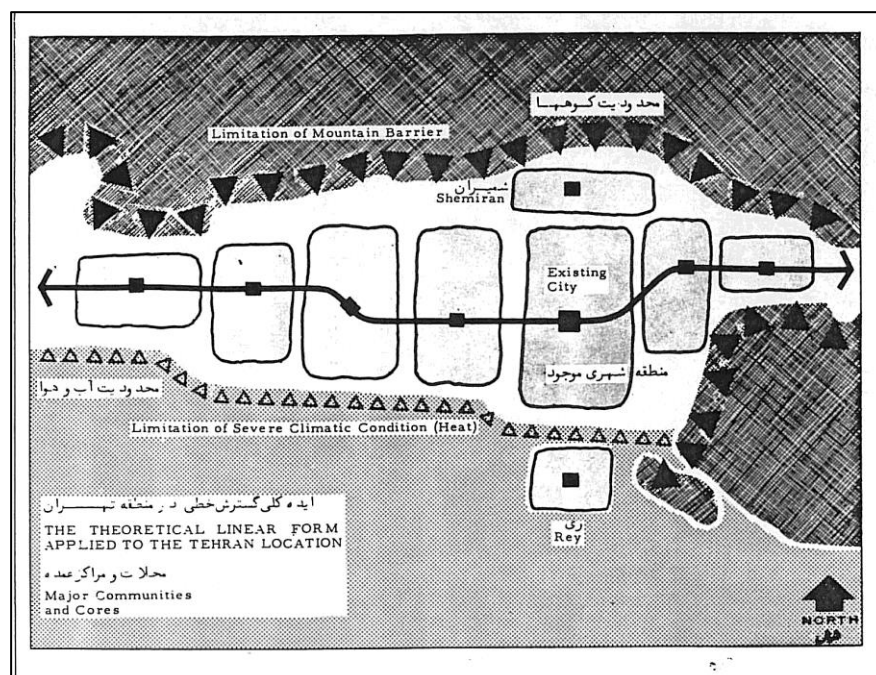 محدودیت کوهها
Limitation of Mountain Barrier
شمیران
Shemiran
Existing
City
منطقه شهری موجود
محدودیت آب و هوا
Limitation of Severe Climatic Condition (Heat)
ری
Rey
ایده کلی گسترش خطی در منطقه تهران
THE THEORETICAL LINEAR FORM
APPLIED TO THE TEHRAN LOCATION
محلات و مراکز عمده
Major Communities
and Cores
NORTH